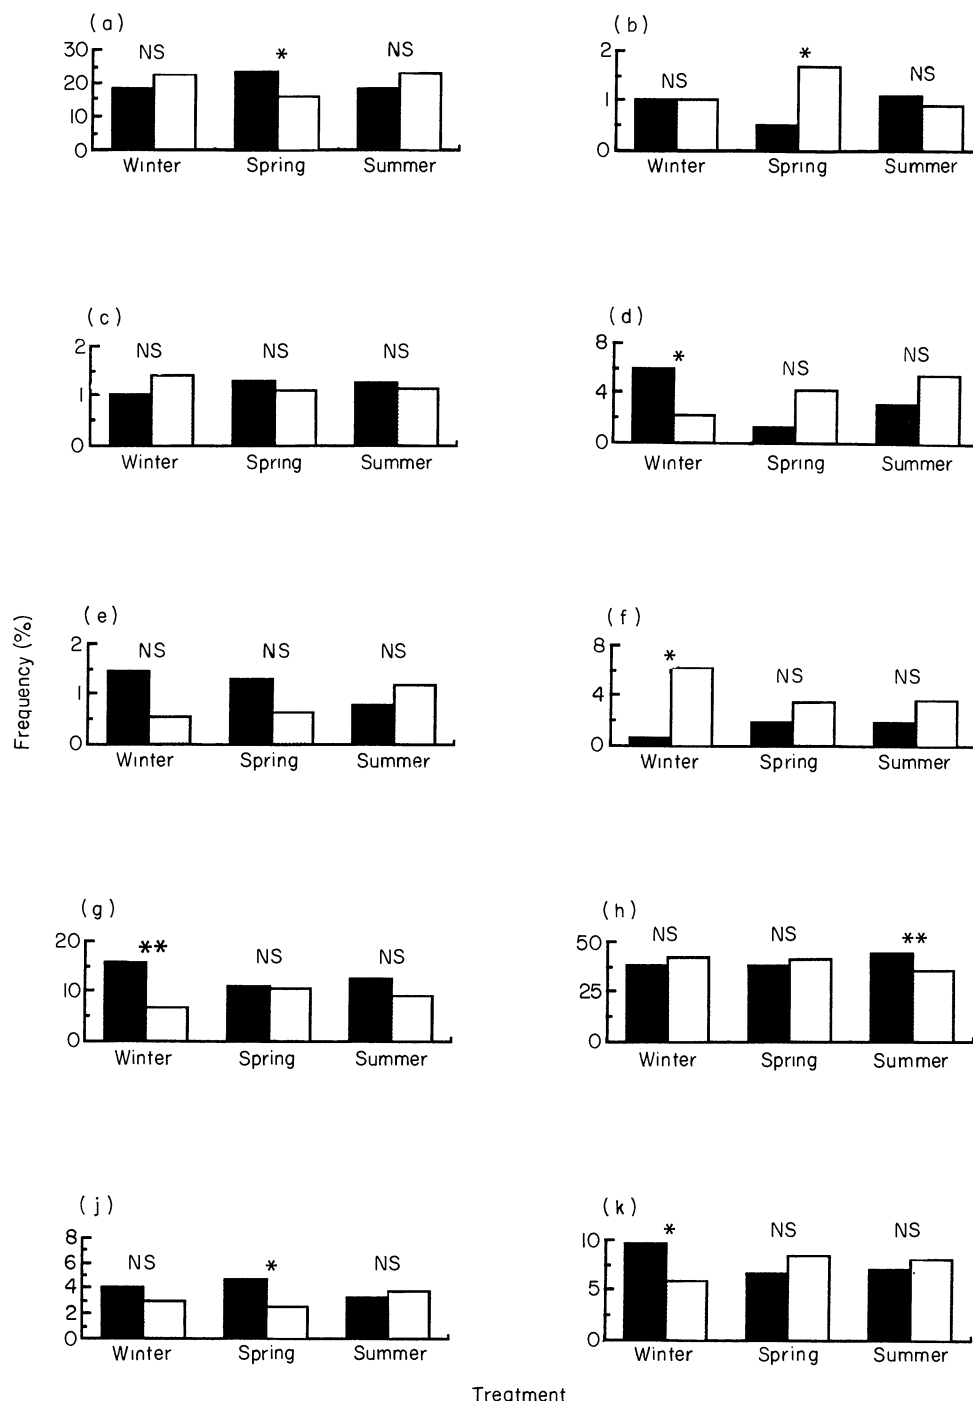 (a)
(b)
30
20
10
0
NS
*
NS
Winter
Spring
Summer
2
1
0
NS
*
NS
Winter
Spring
Summer
(c)
(d)
2
1
0
NS
NS
NS
Winter
Spring
Summer
8
4
0
*
NS
NS
Winter
Spring
Summer
Frequency (%)
(e)
(f)
2
1
0
NS
NS
NS
Winter
Spring
Summer
8
4
0
*
NS
NS
Winter
Spring
Summer
(g)
(h)
20
10
0
**
NS
NS
Winter
Spring
Summer
50
25
0
NS
NS
**
Winter
Spring
Summer
(j)
(k)
8
6
4
2
0
NS
*
NS
Winter
Spring
Summer
10
5
0
*
NS
NS
Winter
Spring
Summer
Treatment